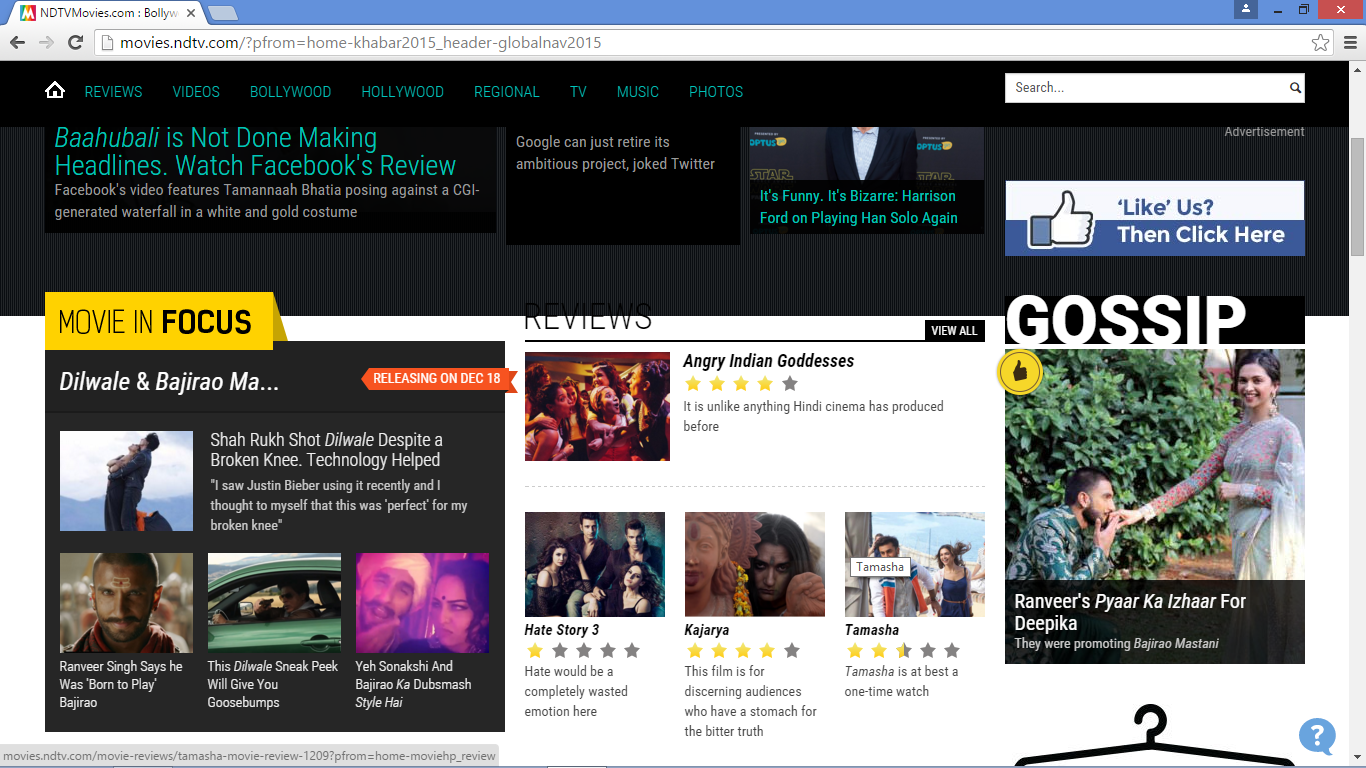 NDTVMovies.com : Bollyw
movies.ndtv.com/?pfrom=home-khabar2015_header-globalnav2015
REVIEWS VIDEOS BOLLYWOOD HOLLYWOOD REGIONAL TV MUSIC PHOTOS
Search...
Baahubali is Not Done Making
Headlines. Watch Facebook's Review
Facebook's video features Tamannaah Bhatia posing against a CGI-
generated waterfall in a white and gold costume
Google can just retire its
ambitious project, joked Twitter
PRESENTED BY
OPTUS
OPTUS
STAR
STAR
It's Funny. It's Bizarre: Harrison
Ford on Playing Han Solo Again
Advertisement
'Like' Us?
Then Click Here
MOVIE IN FOCUS
Dilwale & Bajirao Ma...
RELEASING ON DEC 18
Shah Rukh Shot Dilwale Despite a
Broken Knee. Technology Helped
"I saw Justin Bieber using it recently and I
thought to myself that this was 'perfect' for my
broken knee"
Ranveer Singh Says he
Was 'Born to Play'
Bajirao
This Dilwale Sneak Peek
Will Give You
Goosebumps
Yeh Sonakshi And
Bajirao Ka Dubsmash
Style Hai
REVIEWS
VIEW ALL
Angry Indian Goddesses
It is unlike anything Hindi cinema has produced
before
Hate Story 3
Hate would be a
completely wasted
emotion here
Kajarya
This film is for
discerning audiences
who have a stomach for
the bitter truth
Tamasha
Tamasha
Tamasha is at best a
one-time watch
GOSSIP
Ranveer's Pyaar Ka Izhaar For
Deepika
They were promoting Bajirao Mastani
?
movies.ndtv.com/movie-reviews/tamasha-movie-review-1209?pfrom=home-moviehp_review